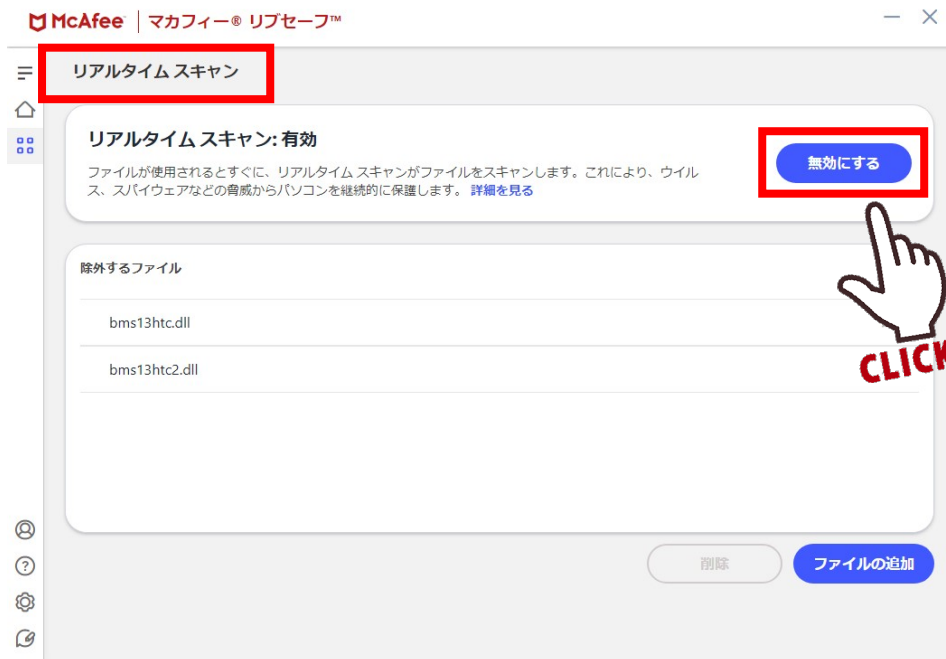 McAfee | マカフィー® リブセーフ™
リアルタイム スキャン
リアルタイム スキャン: 有効
ファイルが使用されるとすぐに、リアルタイム スキャンがファイルをスキャンします。これにより、ウイル
ス、スパイウェアなどの脅威からパソコンを継続的に保護します。 詳細を見る
無効にする
除外するファイル
bms13htc.dll
bms13htc2.dll
CLICK
削除
ファイルの追加